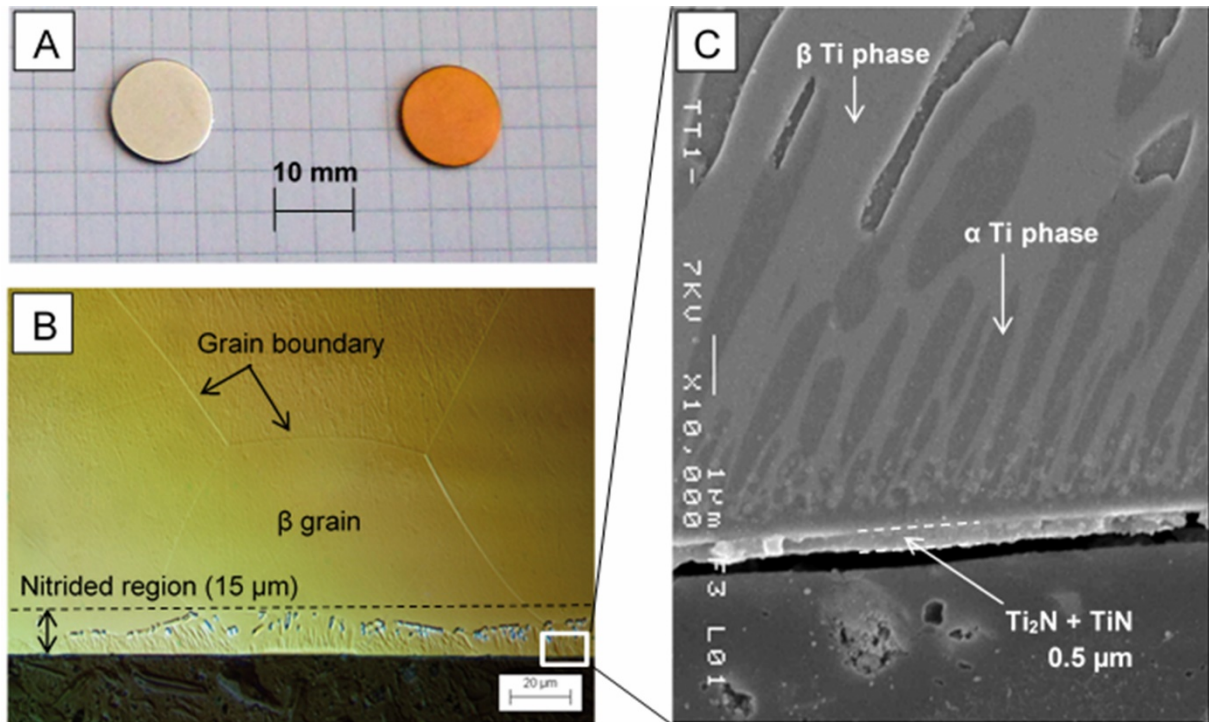 A
10 mm
B
Grain boundary
β grain
Nitrided region (15 µm)
20 µm
C
β Ti phase
α Ti phase
TT1- 7KV X10,000 1µm F3 L01
Ti₂N + TiN
0.5 µm